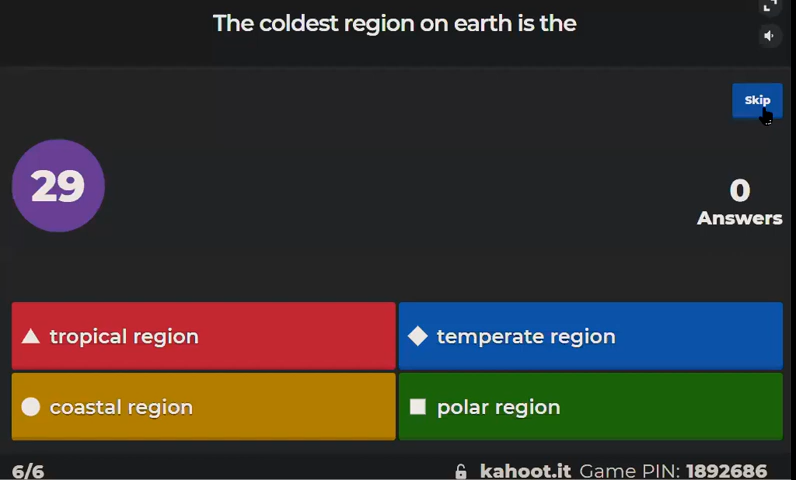 The coldest region on earth is the
Skip
29
0
Answers
tropical region
temperate region
coastal region
polar region
6/6
kahoot.it Game PIN: 1892686